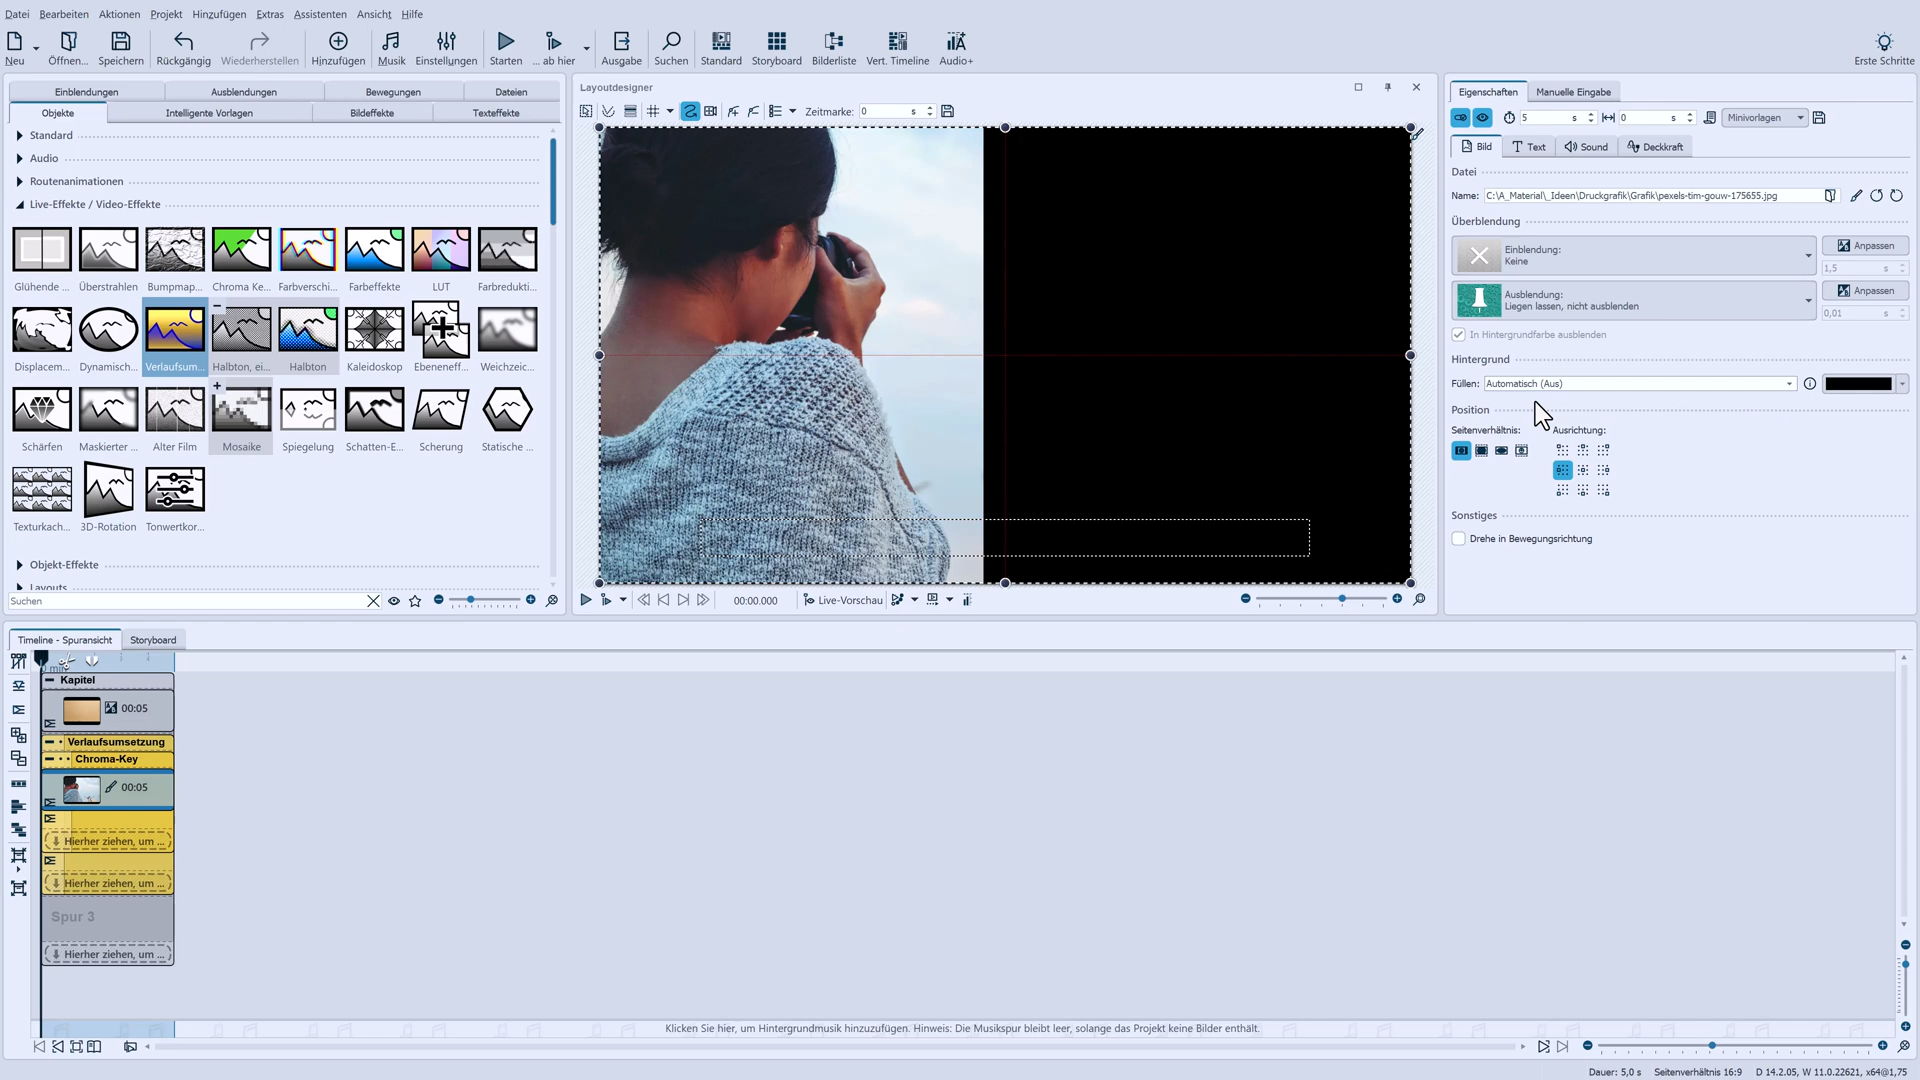 Datei Bearbeiten Aktionen Projekt Hinzufügen Extras Assistenten Ansicht Hilfe
Neu Öffnen... Speichern Rückgängig Wiederherstellen Hinzufügen Musik Einstellungen Starten ... ab hier Ausgabe Suchen Standard Storyboard Bilderliste Vert. Timeline Audio+ Erste Schritte
Einblendungen Ausblendungen Bewegungen Dateien
Objekte Intelligente Vorlagen Bildeffekte Texteffekte
Standard
Audio
Routenanimationen
Live-Effekte / Video-Effekte
Glühende ... Überstrahlen Bumpmap... Chroma Ke... Farbverschi... Farbeffekte LUT Farbredukti...
Displacem... Dynamisch... Verlaufsum... Halbton, ei... Halbton Kaleidoskop Ebeneneff... Weichzeic...
Schärfen Maskierter ... Alter Film Mosaike Spiegelung Schatten-E... Scherung Statische ...
Texturkach... 3D-Rotation Tonwertkor...
Objekt-Effekte
Layouts
Suchen
Layoutdesigner
Zeitmarke: 0 s
00:00.000 Live-Vorschau
Eigenschaften Manuelle Eingabe
5 s 0 s Minivorlagen
Bild Text Sound Deckkraft
Datei
Name: C:\A_Material\_Ideen\Druckgrafik\Grafik\pexels-tim-gouw-175655.jpg
Überblendung
Einblendung:
Keine
Anpassen
1,5 s
Ausblendung:
Liegen lassen, nicht ausblenden
Anpassen
0,01 s
In Hintergrundfarbe ausblenden
Hintergrund
Füllen: Automatisch (Aus)
Position
Seitenverhältnis: Ausrichtung:
Sonstiges
Drehe in Bewegungsrichtung
Timeline - Spuransicht Storyboard
0 min
Kapitel
00:05
Verlaufsumsetzung
Chroma-Key
00:05
Hierher ziehen, um ...
Hierher ziehen, um ...
Spur 3
Hierher ziehen, um ...
Klicken Sie hier, um Hintergrundmusik hinzuzufügen. Hinweis: Die Musikspur bleibt leer, solange das Projekt keine Bilder enthält.
Dauer: 5,0 s Seitenverhältnis 16:9 D 14.2.05, W 11.0.22621, x64@1,75